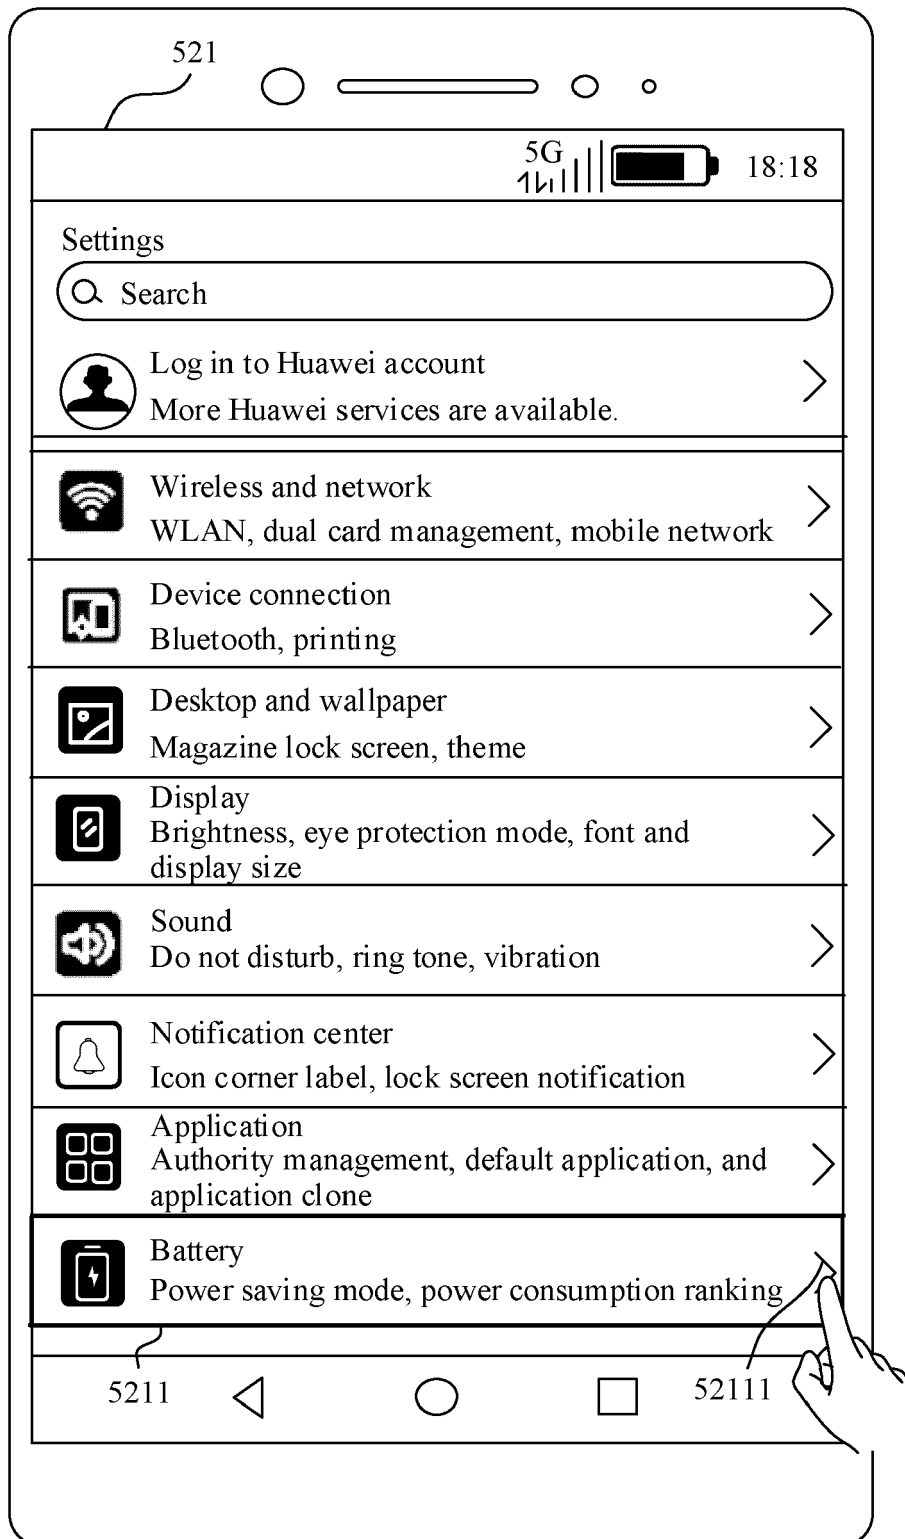 521
5G
18:18
Settings
Search
Log in to Huawei account
More Huawei services are available.
Wireless and network
WLAN, dual card management, mobile network
Device connection
Bluetooth, printing
Desktop and wallpaper
Magazine lock screen, theme
Display
Brightness, eye protection mode, font and
display size
Sound
Do not disturb, ring tone, vibration
Notification center
Icon corner label, lock screen notification
Application
Authority management, default application, and
application clone
Battery
Power saving mode, power consumption ranking
5211
52111